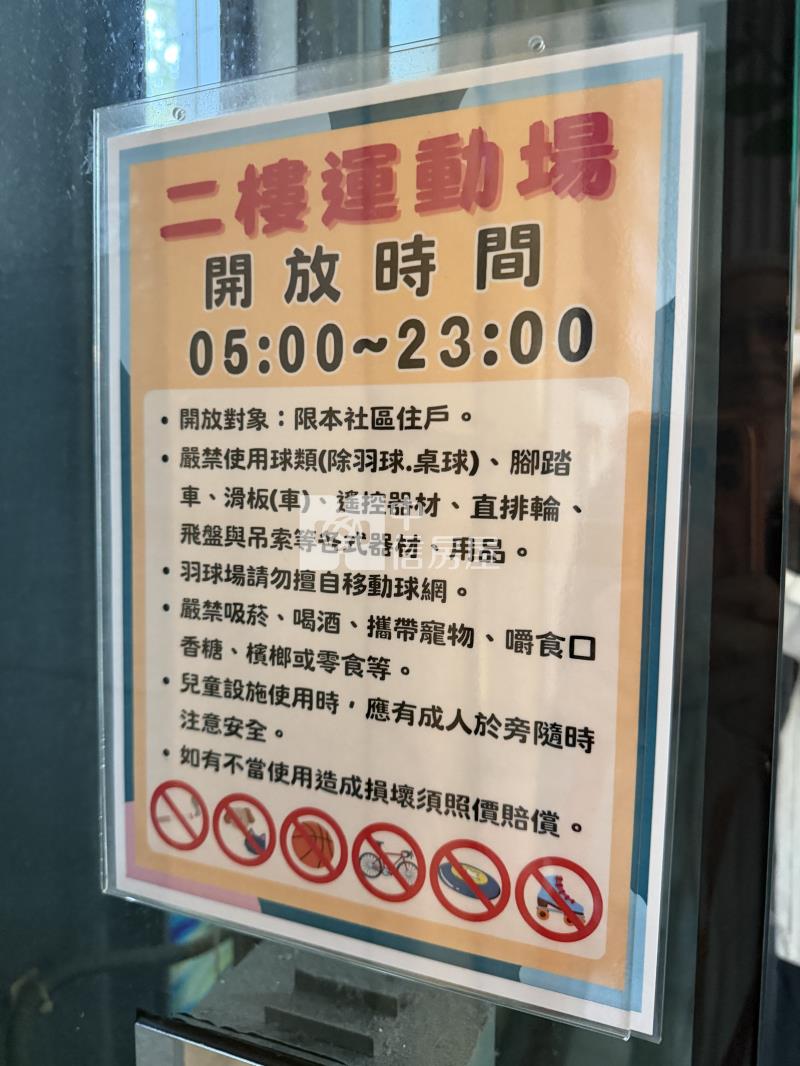 二樓運動場
開放時間
05:00~23:00
• 開放對象：限本社區住戶。
• 嚴禁使用球類(除羽球.桌球)、腳踏
車、滑板(車)、遙控器材、直排輪、
飛盤與吊索等各式器材、用品。
中信房屋
• 羽球場請勿擅自移動球網。
• 嚴禁吸菸、喝酒、攜帶寵物、嚼食口
香糖、檳榔或零食等。
• 兒童設施使用時，應有成人於旁隨時
注意安全。
• 如有不當使用造成損壞須照價賠償。